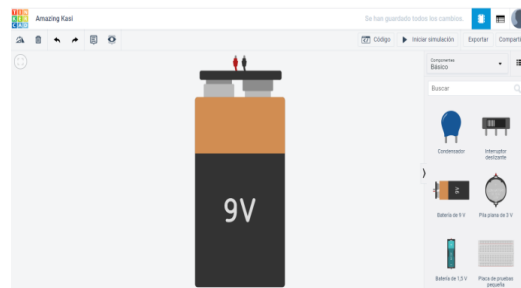 TIN
KER
CAD
Amazing Kasi
Se han guardado todos los cambios.
Código
Iniciar simulación
Exportar
Comparti
Componentes
Básico
Buscar
Condensador
Interruptor
deslizante
9V
Batería de 9 V
Pila plana de 3 V
Batería de 1,5 V
Placa de pruebas
pequeña